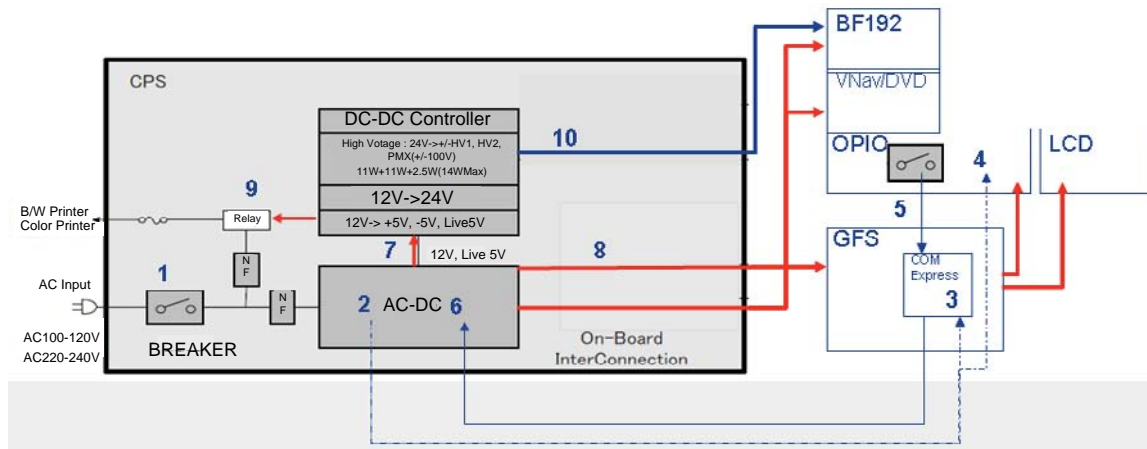 CPS
DC-DC Controller
High Votage : 24V->+/-HV1, HV2,
PMX(+/-100V)
11W+11W+2.5W(14WMax)
12V->24V
12V-> +5V, -5V, Live5V
10
9
Relay
B/W Printer
Color Printer
N
F
7
12V, Live 5V
8
AC Input
1
N
F
2
AC-DC
6
AC100-120V
AC220-240V
BREAKER
On-Board
InterConnection
BF192
VNav/DVD
OPIO
4
LCD
5
GFS
COM
Express
3